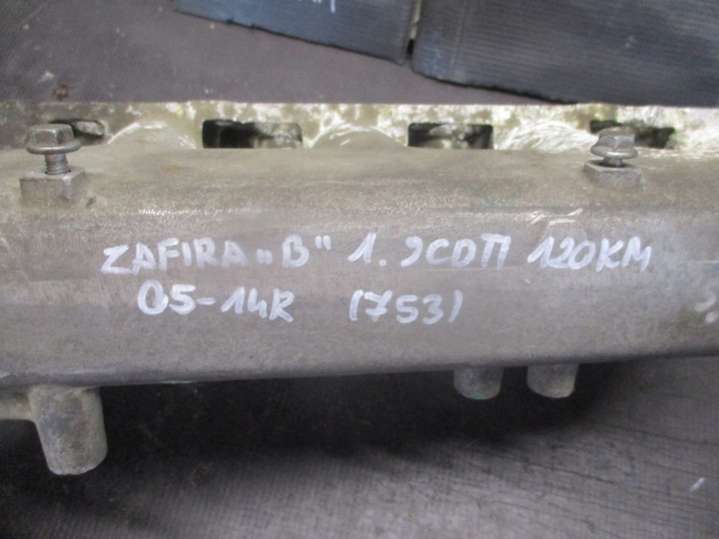 ZAFIRA „B" 1.9CDTI 120KM
05-14R (753)